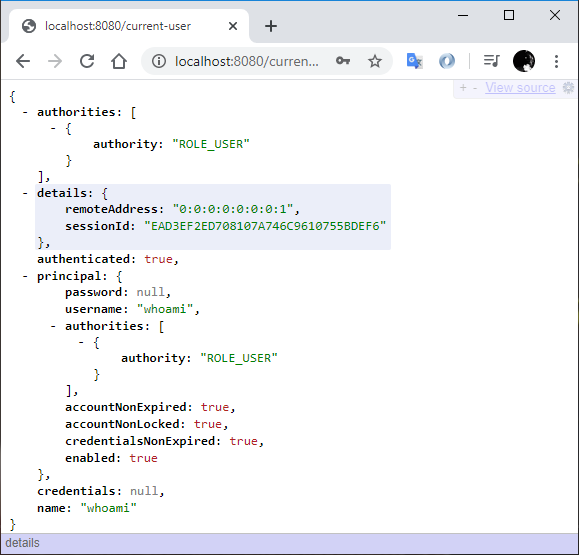 localhost:8080/current-user
localhost:8080/curren...
+ - View source
{
- authorities: [
- {
authority: "ROLE_USER"
}
],
- details: {
remoteAddress: "0:0:0:0:0:0:0:1",
sessionId: "EAD3EF2ED708107A746C9610755BDEF6"
},
authenticated: true,
- principal: {
password: null,
username: "whoami",
- authorities: [
- {
authority: "ROLE_USER"
}
],
accountNonExpired: true,
accountNonLocked: true,
credentialsNonExpired: true,
enabled: true
},
credentials: null,
name: "whoami"
}
details